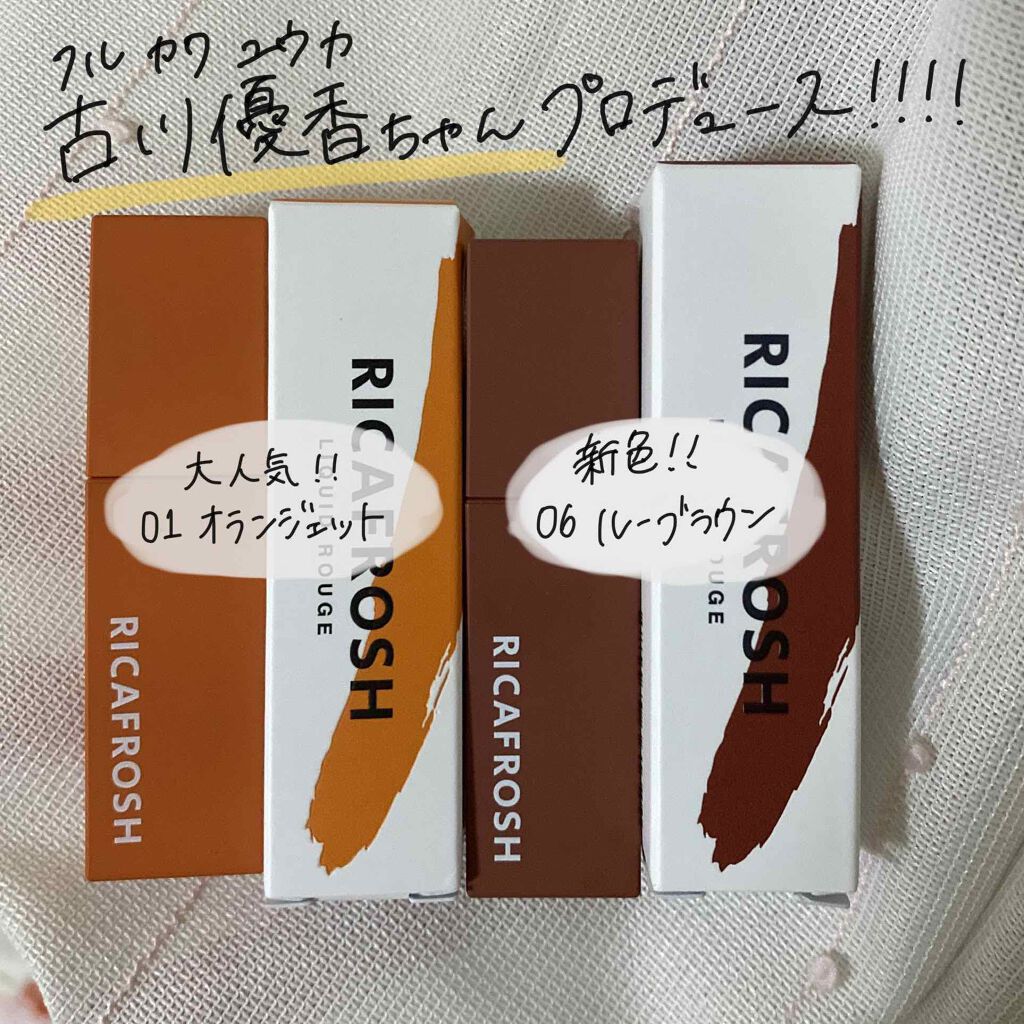 フルカワ ユウカ
古川優香ちゃんプロデュース!!!!
大人気!!
01 オランジェット
新色!!
06 ルーブラウン
RICAFROSH
RICAFROSH
LIQUID ROUGE
RICAFROSH
RICAFROSH
ROUGE